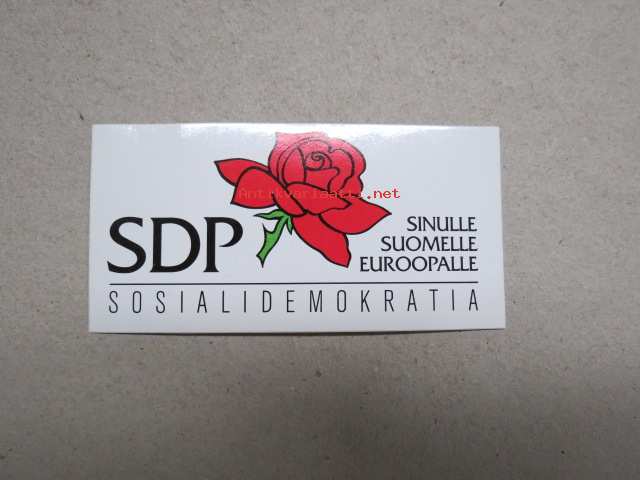 Antikvariaatti.net
SDP
SINULLE
SUOMELLE
EUROOPALLE
SOSIALIDEMOKRATIA